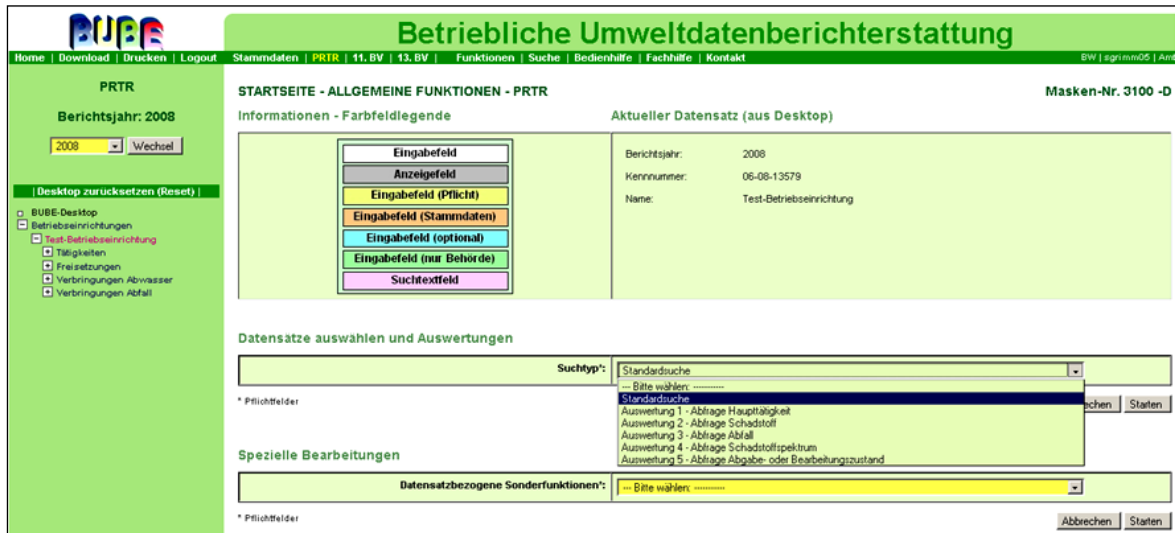 BUBE
Betriebliche Umweltdatenberichterstattung
Home | Download | Drucken | Logout
Stammdaten | PRTR | 11. BV | 13. BV | Funktionen | Suche | Bedienhilfe | Fachhilfe | Kontakt
BW | sgrimm05 | Amt
PRTR
Berichtsjahr: 2008
2008
Wechsel
| Desktop zurücksetzen (Reset) |
BUBE-Desktop
Betriebseinrichtungen
Test-Betriebseinrichtung
Tätigkeiten
Freisetzungen
Verbringungen Abwasser
Verbringungen Abfall
STARTSEITE - ALLGEMEINE FUNKTIONEN - PRTR
Masken-Nr. 3100 -D
Informationen - Farbfeldlegende
Eingabefeld
Anzeigefeld
Eingabefeld (Pflicht)
Eingabefeld (Stammdaten)
Eingabefeld (optional)
Eingabefeld (nur Behörde)
Suchtextfeld
Aktueller Datensatz (aus Desktop)
Berichtsjahr: 2008
Kennnummer: 06-08-13579
Name: Test-Betriebseinrichtung
Datensätze auswählen und Auswertungen
Suchtyp*: Standardsuche
--- Bitte wählen: -----------
Standardsuche
Auswertung 1 - Abfrage Haupttätigkeit
Auswertung 2 - Abfrage Schadstoff
Auswertung 3 - Abfrage Abfall
Auswertung 4 - Abfrage Schadstoffspektrum
Auswertung 5 - Abfrage Abgabe- oder Bearbeitungszustand
* Pflichtfelder
echen Starten
Spezielle Bearbeitungen
Datensatzbezogene Sonderfunktionen*: --- Bitte wählen: -----------
* Pflichtfelder
Abbrechen Starten